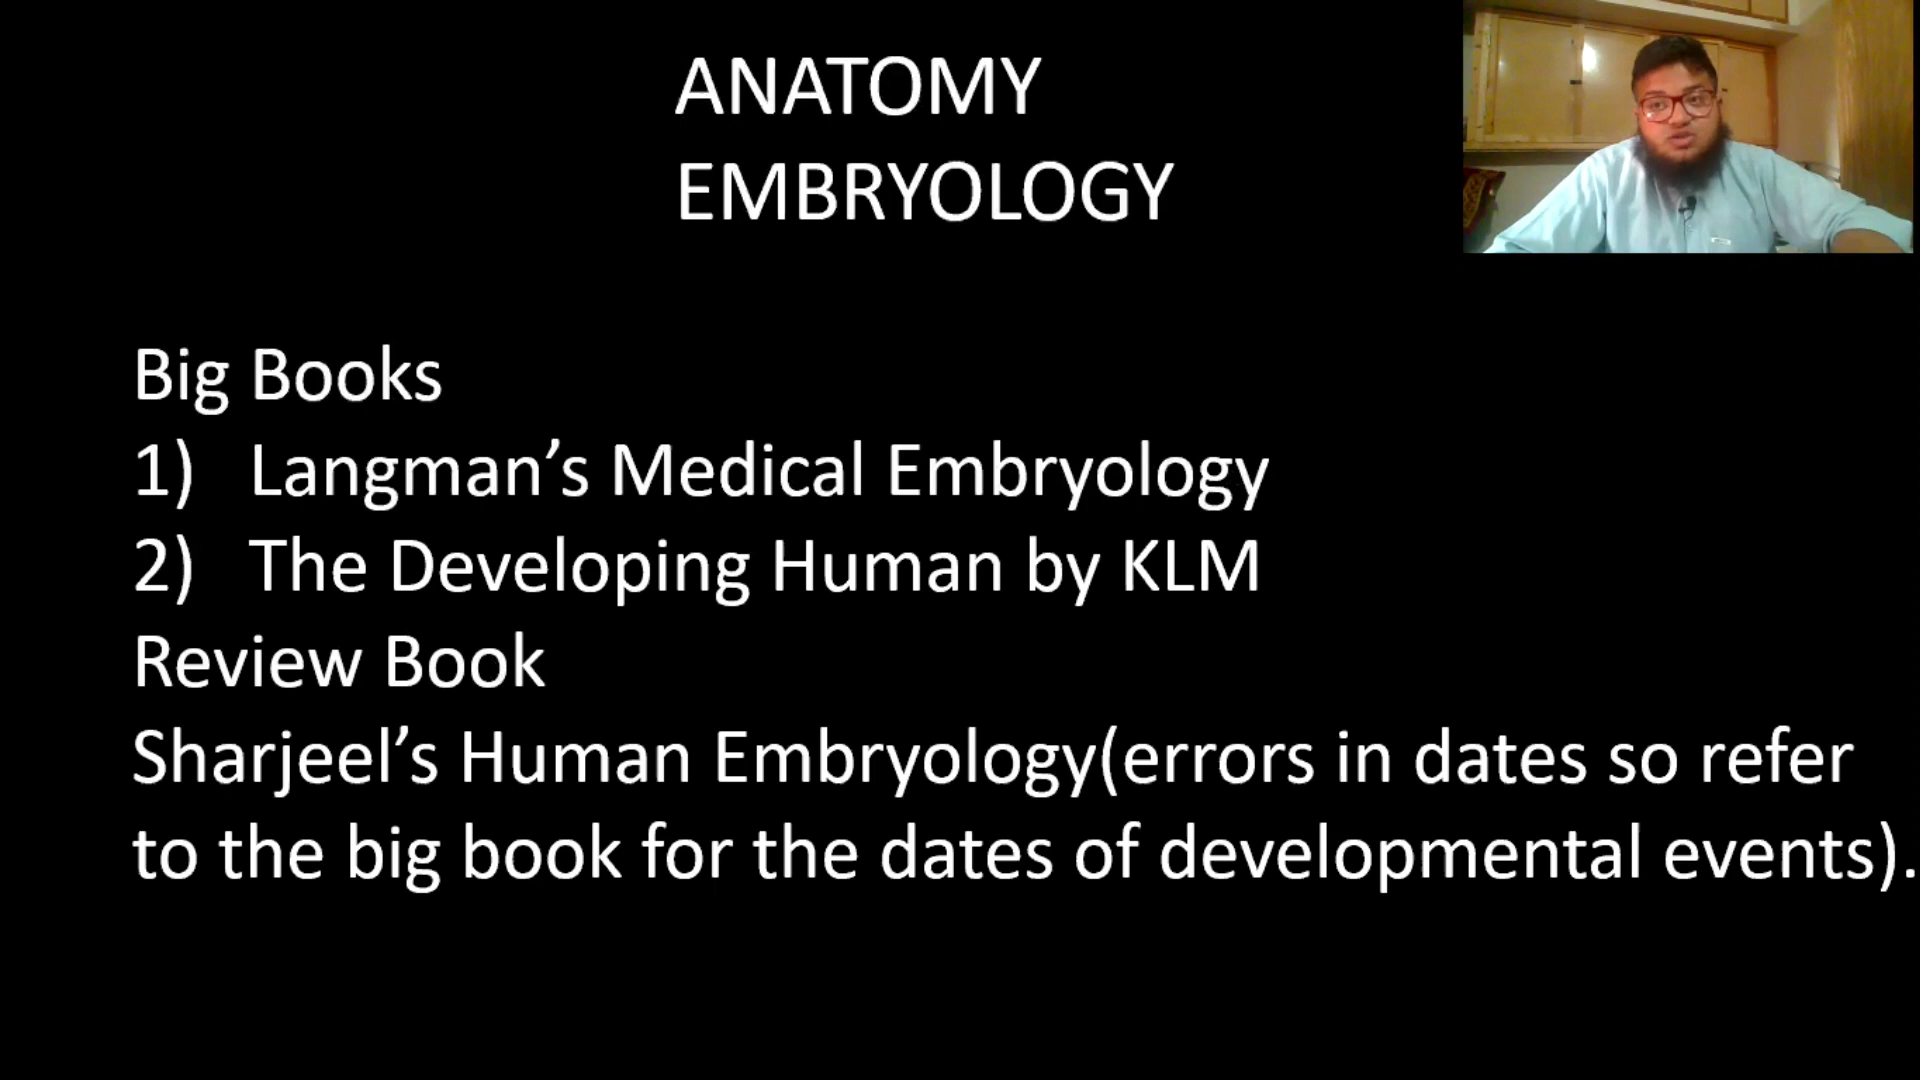 ANATOMY
EMBRYOLOGY
Big Books
1) Langman’s Medical Embryology
2) The Developing Human by KLM
Review Book
Sharjeel’s Human Embryology(errors in dates so refer
to the big book for the dates of developmental events).